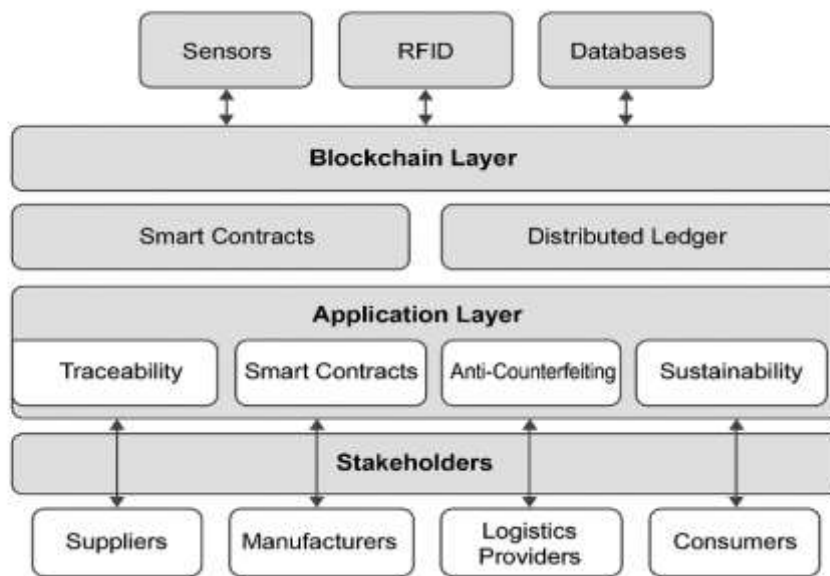 Sensors
RFID
Databases
Blockchain Layer
Smart Contracts
Distributed Ledger
Application Layer
Traceability
Smart Contracts
Anti-Counterfeiting
Sustainability
Stakeholders
Suppliers
Manufacturers
Logistics
Providers
Consumers